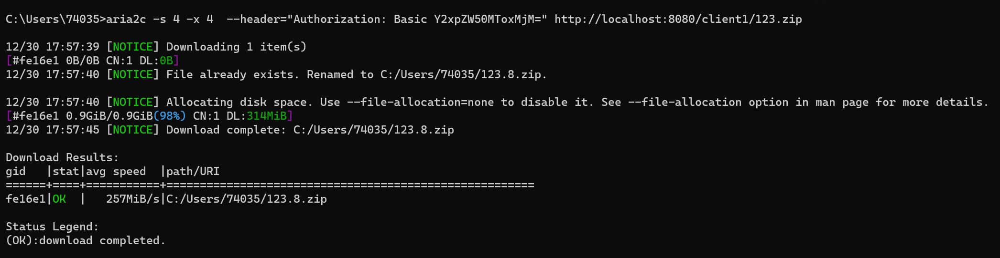 C:\Users\74035>aria2c -s 4 -x 4  --header="Authorization: Basic Y2xpZW50MToxMjM=" http://localhost:8080/client1/123.zip
12/30 17:57:39 [NOTICE] Downloading 1 item(s)
[#fe16e1 0B/0B CN:1 DL:0B]
12/30 17:57:40 [NOTICE] File already exists. Renamed to C:/Users/74035/123.8.zip.
12/30 17:57:40 [NOTICE] Allocating disk space. Use --file-allocation=none to disable it. See --file-allocation option in man page for more details.
[#fe16e1 0.9GiB/0.9GiB(98%) CN:1 DL:314MiB]
12/30 17:57:45 [NOTICE] Download complete: C:/Users/74035/123.8.zip
Download Results:
gid   |stat|avg speed  |path/URI
======+====+===========+=======================================================
fe16e1|OK  |   257MiB/s|C:/Users/74035/123.8.zip
Status Legend:
(OK):download completed.